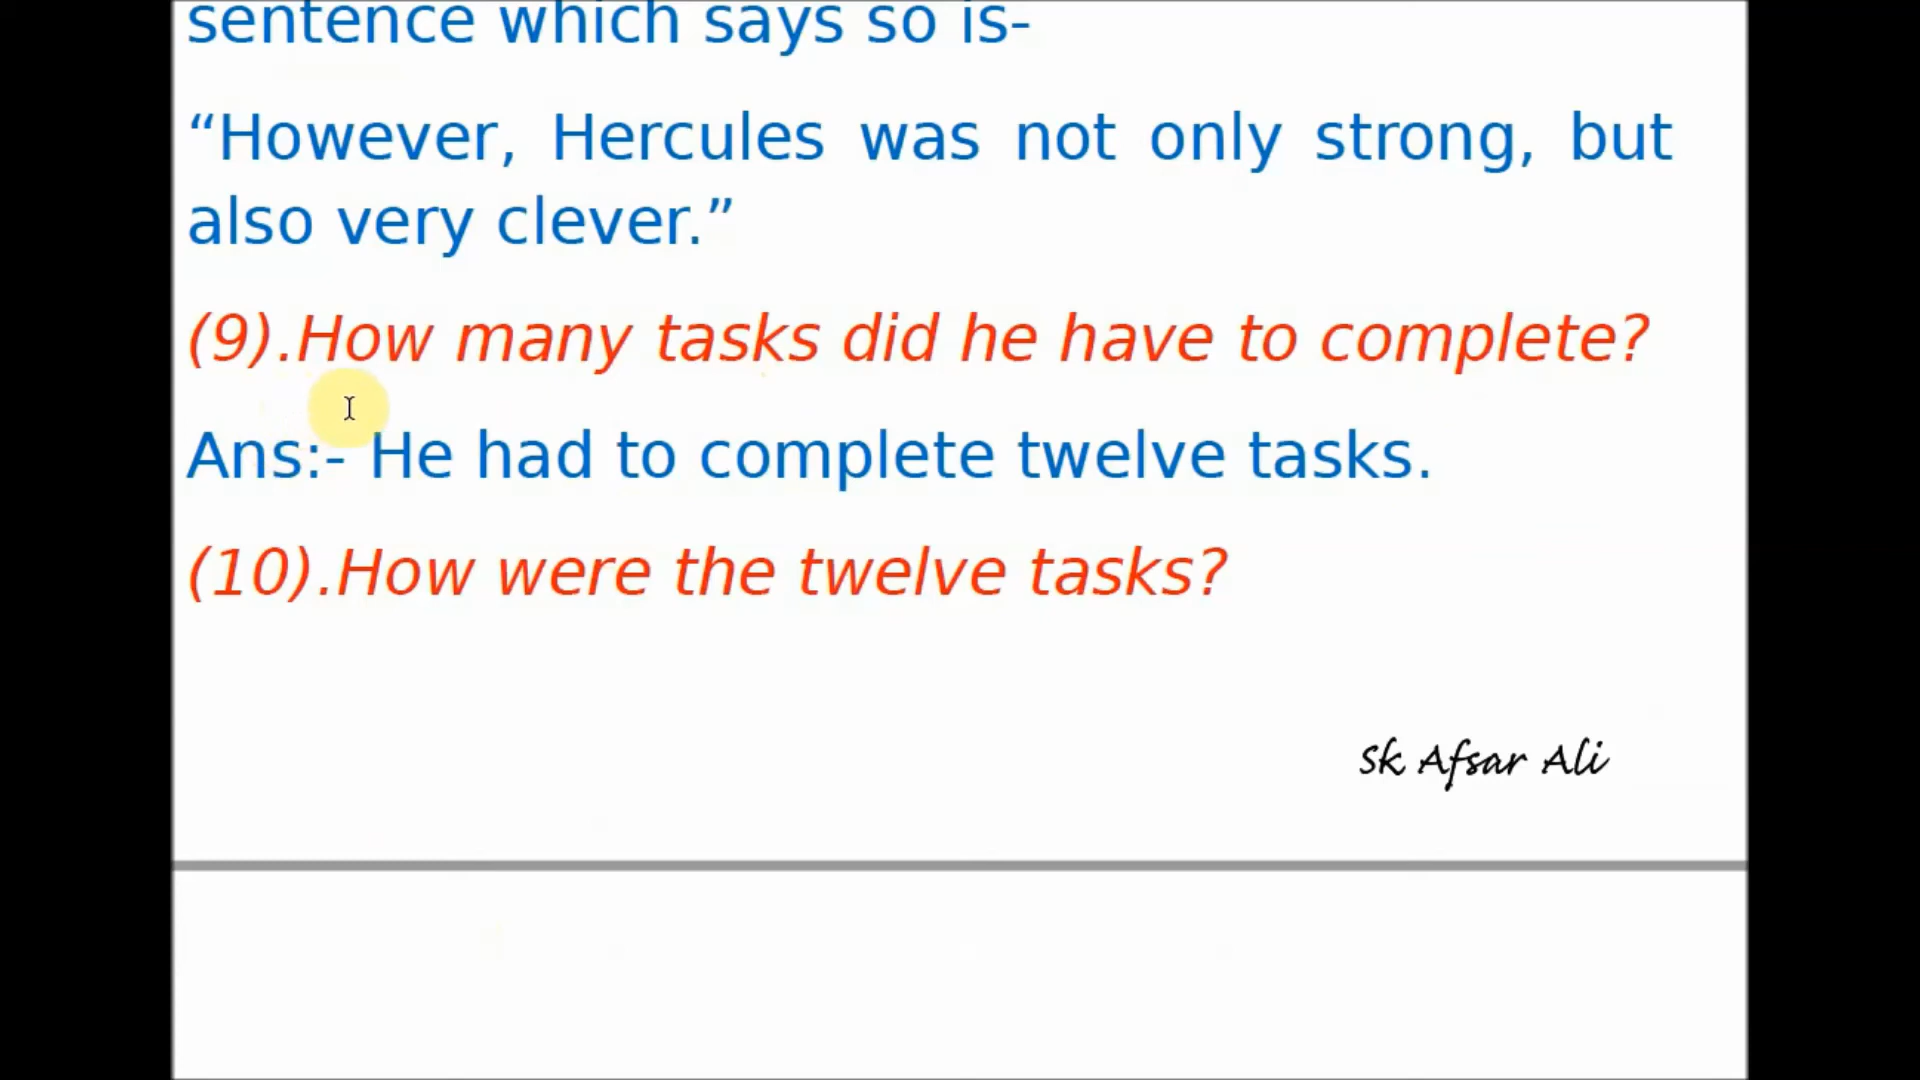 sentence which says so is-
“However, Hercules was not only strong, but
also very clever.”
(9).How many tasks did he have to complete?
Ans:- He had to complete twelve tasks.
(10).How were the twelve tasks?
Sk Afsar Ali